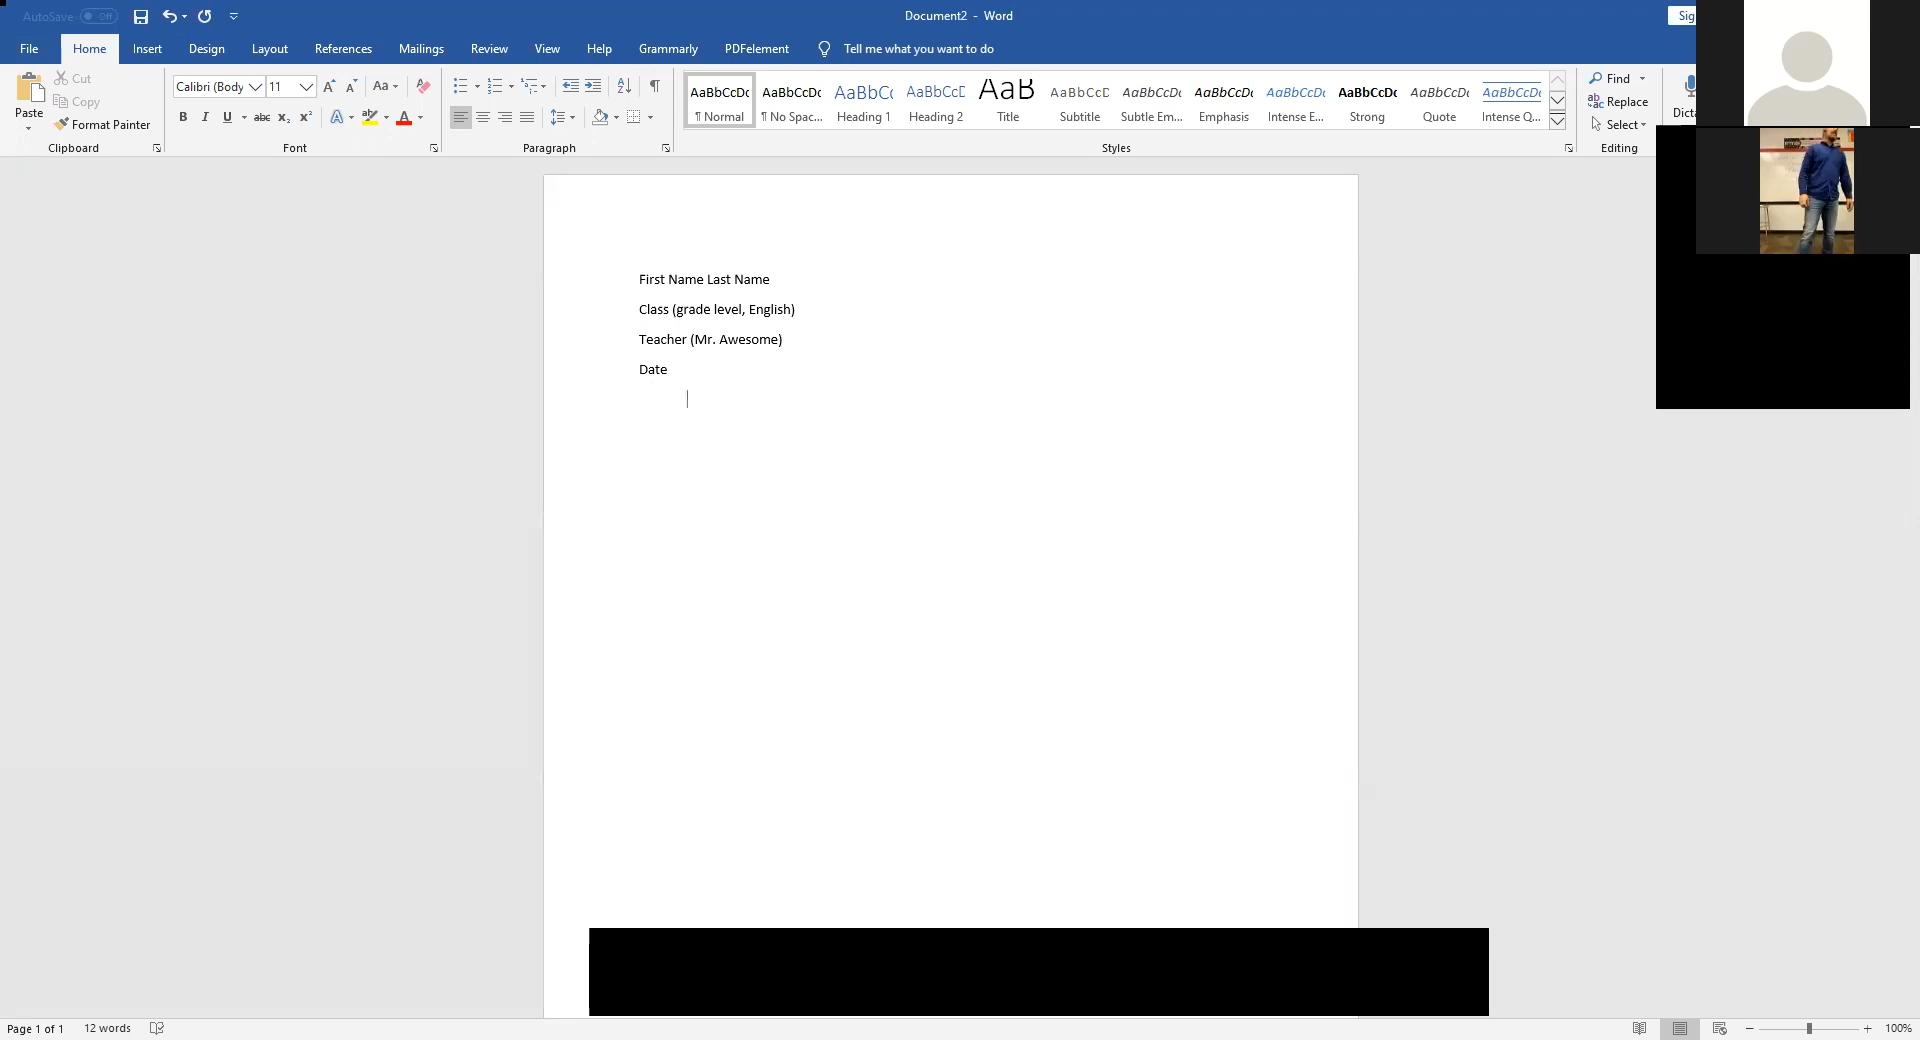 AutoSave Off
Document2 - Word
Sig
File Home Insert Design Layout References Mailings Review View Help Grammarly PDFelement Tell me what you want to do
Paste
Cut
Copy
Format Painter
Clipboard
Calibri (Body 11
Font
Paragraph
AaBbCcDc AaBbCcDc AaBbCc AaBbCcD AaB AaBbCcD AaBbCcDc AaBbCcDc AaBbCcDc AaBbCcDc AaBbCcDc AaBbCcDc
¶ Normal ¶ No Spac... Heading 1 Heading 2 Title Subtitle Subtle Em... Emphasis Intense E... Strong Quote Intense Q...
Styles
Find
Replace
Select
Editing
Dicta
First Name Last Name
Class (grade level, English)
Teacher (Mr. Awesome)
Date
Page 1 of 1 12 words
100%